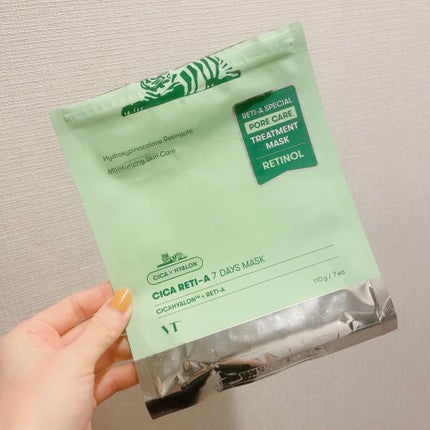 RETI-A SPECIAL
PORE CARE
TREATMENT
MASK
RETINOL
Hydroxypinacolone Retinoate
Moisturizing Skin Care
CICA X HYALON
CICA RETI-A 7 DAYS MASK
CICAHYALON™ + RETI-A
110g / 7ea
VT